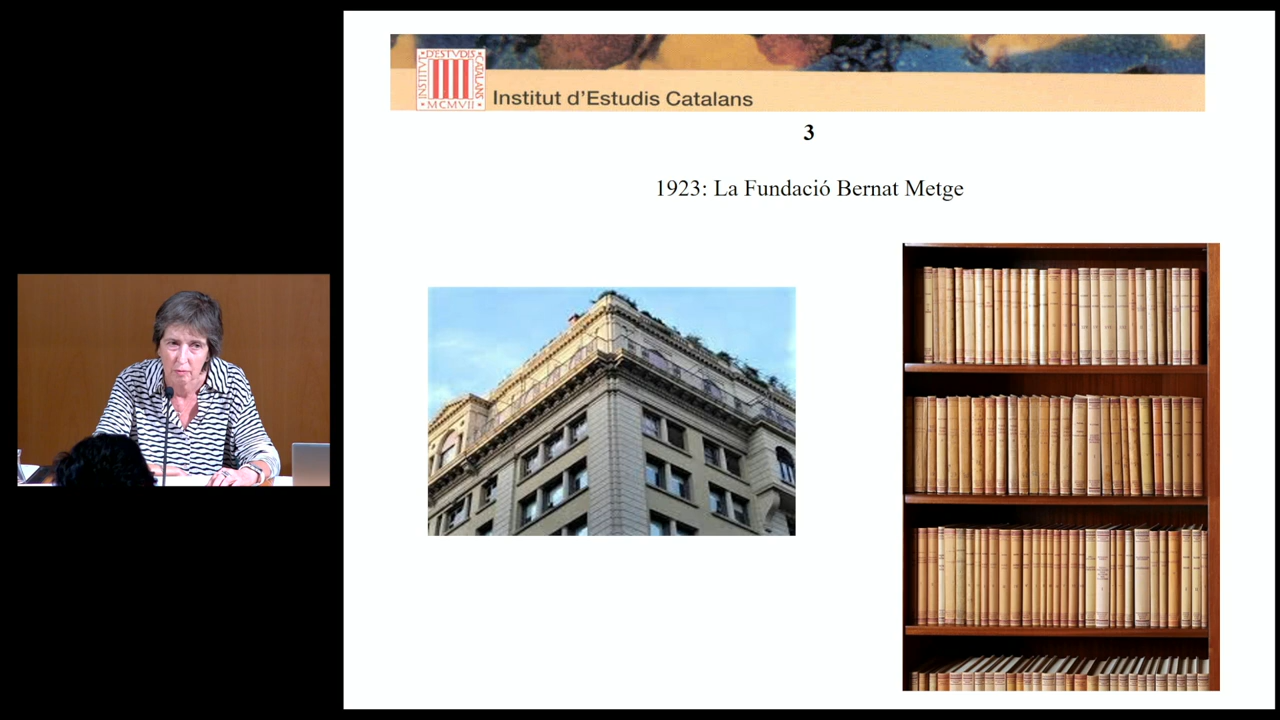 INSTITVT
D'ESTVDIS
CATALANS
MCMVII
Institut d'Estudis Catalans
3
1923: La Fundació Bernat Metge